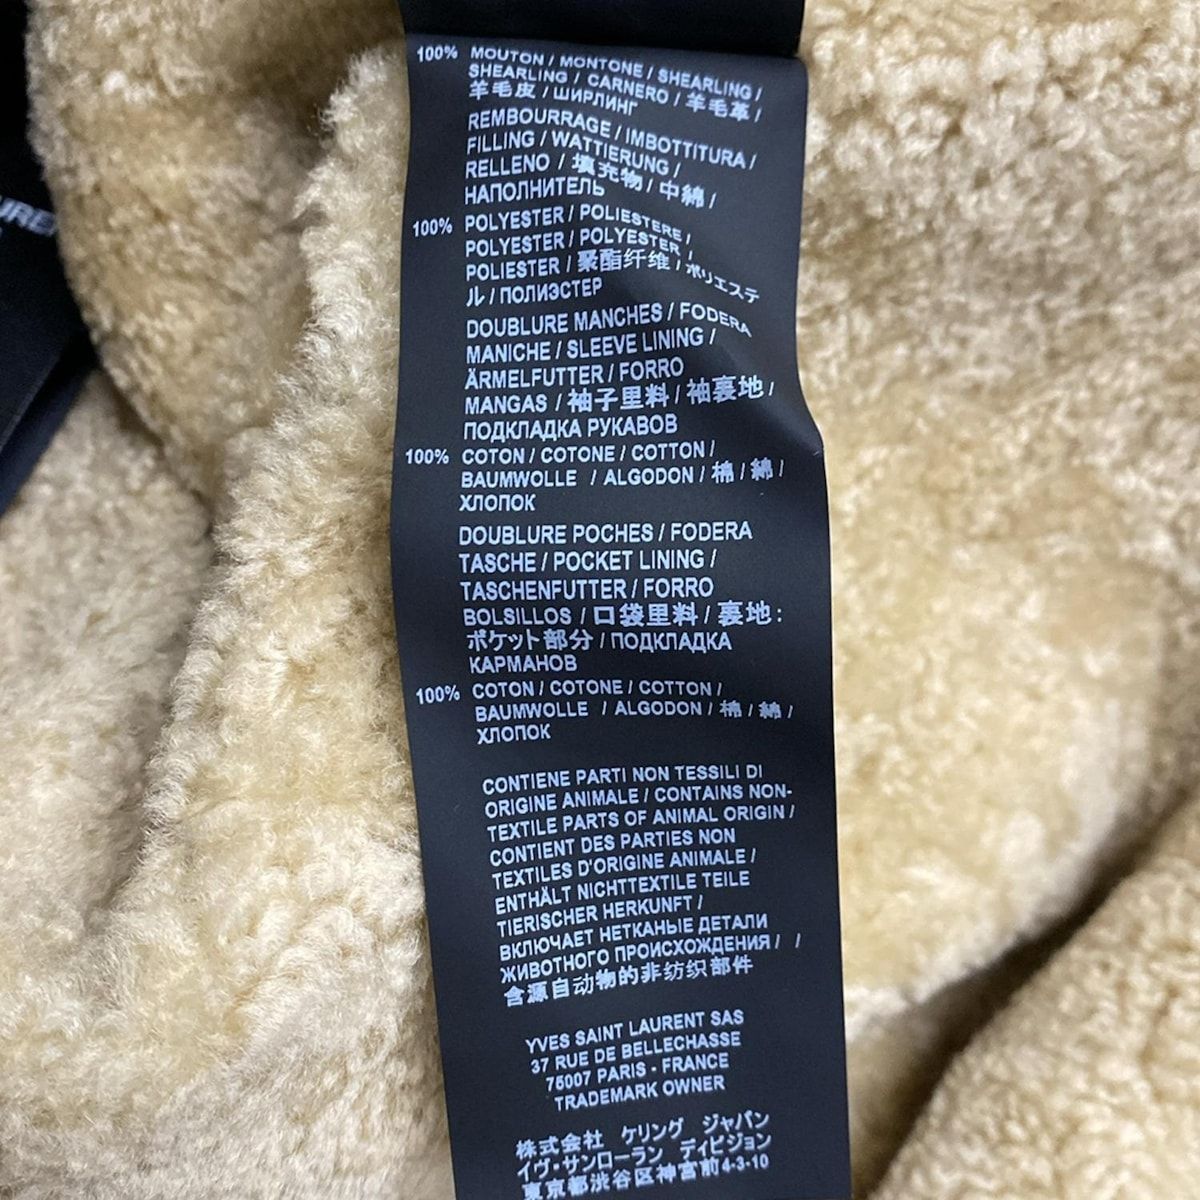 100% MOUTON / MONTONE / SHEARLING /
SHEARLING / CARNERO / 羊毛革 /
羊毛皮 / ШИРЛИНГ
REMBOURRAGE / IMBOTTITURA /
FILLING / WATTIERUNG /
RELLENO / 填充物 / 中綿 /
НАПОЛНИТЕЛЬ
100% POLYESTER / POLIESTERE /
POLYESTER / POLYESTER /
POLIESTER / 聚酯纤维 / ポリエステ
ル / ПОЛИЭСТЕР
DOUBLURE MANCHES / FODERA
MANICHE / SLEEVE LINING /
ÄRMELFUTTER / FORRO
MANGAS / 袖子里料 / 袖裏地 /
ПОДКЛАДКА РУКАВОВ
100% COTON / COTONE / COTTON /
BAUMWOLLE / ALGODON / 棉 / 綿 /
ХЛОПОК
DOUBLURE POCHES / FODERA
TASCHE / POCKET LINING /
TASCHENFUTTER / FORRO
BOLSILLOS / 口袋里料 / 裏地:
ポケット部分 / ПОДКЛАДКА
КАРМАНОВ
100% COTON / COTONE / COTTON /
BAUMWOLLE / ALGODON / 棉 / 綿 /
ХЛОПОК
CONTIENE PARTI NON TESSILI DI
ORIGINE ANIMALE / CONTAINS NON-
TEXTILE PARTS OF ANIMAL ORIGIN /
CONTIENT DES PARTIES NON
TEXTILES D'ORIGINE ANIMALE /
ENTHÄLT NICHTTEXTILE TEILE
TIERISCHER HERKUNFT /
ВКЛЮЧАЕТ НЕТКАНЫЕ ДЕТАЛИ
ЖИВОТНОГО ПРОИСХОЖДЕНИЯ / /
含源自动物的非纺织部件
YVES SAINT LAURENT SAS
37 RUE DE BELLECHASSE
75007 PARIS - FRANCE
TRADEMARK OWNER
株式会社 ケリング ジャパン
イヴ・サンローラン ディビジョン
東京都渋谷区神宮前4-3-10